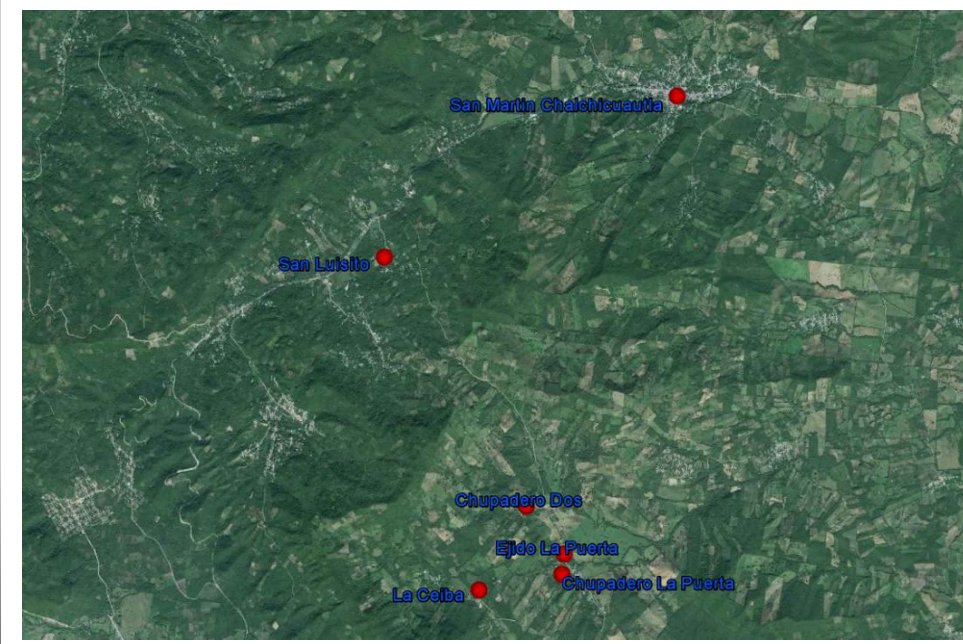 San Martin Chalchicuautla
San Luisito
Chupadero Dos
Ejido La Puerta
Chupadero La Puerta
La Ceiba